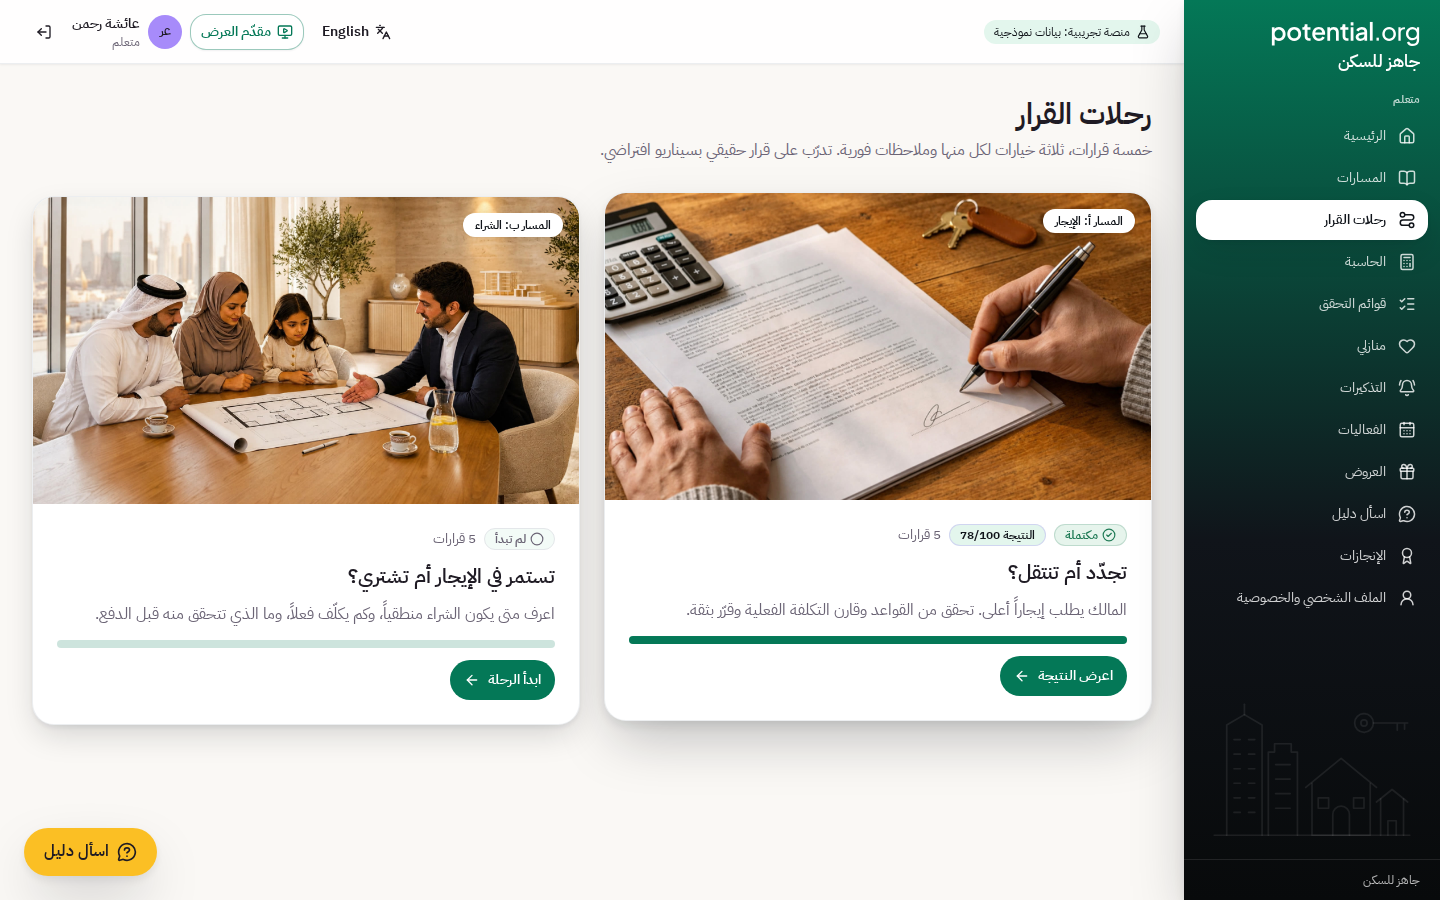 potential.org
جاهز للسكن
متعلم
الرئيسية
المسارات
رحلات القرار
الحاسبة
قوائم التحقق
منازلي
التذكيرات
الفعاليات
العروض
اسأل دليل
الإنجازات
الملف الشخصي والخصوصية
جاهز للسكن
منصة تجريبية: بيانات نموذجية
English
مقدّم العرض
عر
عائشة رحمن
متعلم
رحلات القرار
خمسة قرارات، ثلاثة خيارات لكل منها وملاحظات فورية. تدرّب على قرار حقيقي بسيناريو افتراضي.
المسار أ: الإيجار
مكتملة
النتيجة 78/100
5 قرارات
تجدّد أم تنتقل؟
المالك يطلب إيجاراً أعلى. تحقق من القواعد وقارن التكلفة الفعلية وقرّر بثقة.
اعرض النتيجة
المسار ب: الشراء
لم تبدأ
5 قرارات
تستمر في الإيجار أم تشتري؟
اعرف متى يكون الشراء منطقياً، وكم يكلّف فعلاً، وما الذي تتحقق منه قبل الدفع.
ابدأ الرحلة
اسأل دليل